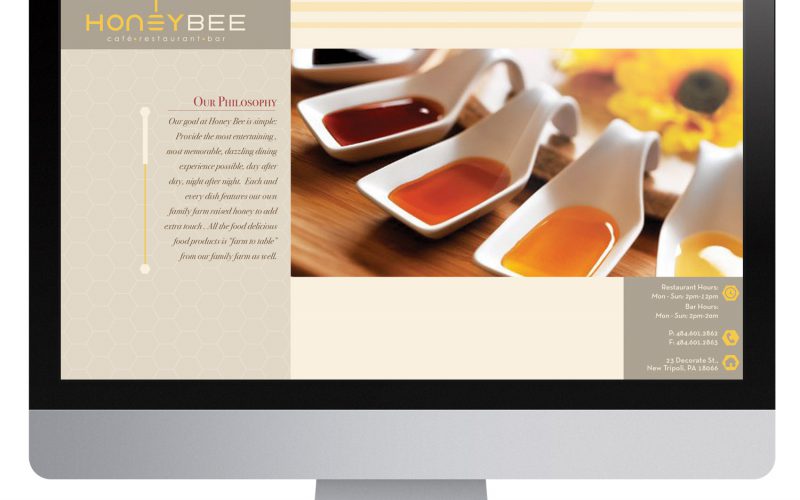 HONEYBEE
café•restaurant•bar
Our Philosophy
Our goal at Honey Bee is simple:
Provide the most entertaining ,
most memorable, dazzling dining
experience possible, day after
day, night after night. Each and
every dish features our own
family farm raised honey to add
extra touch . All the food delicious
food products is “farm to table”
from our family farm as well.
Restaurant Hours:
Mon - Sun: 2pm-12pm
Bar Hours:
Mon - Sun: 2pm-2am
P: 484.601.2862
F: 484.601.2863
23 Decorate St.,
New Tripoli, PA 18066